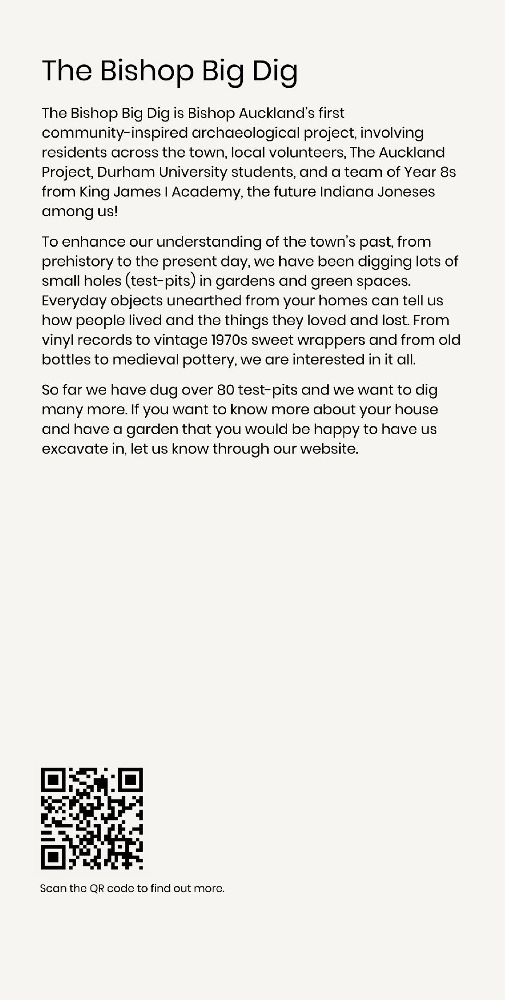 The Bishop Big Dig
The Bishop Big Dig is Bishop Auckland’s first
community-inspired archaeological project, involving
residents across the town, local volunteers, The Auckland
Project, Durham University students, and a team of Year 8s
from King James I Academy, the future Indiana Joneses
among us!
To enhance our understanding of the town’s past, from
prehistory to the present day, we have been digging lots of
small holes (test-pits) in gardens and green spaces.
Everyday objects unearthed from your homes can tell us
how people lived and the things they loved and lost. From
vinyl records to vintage 1970s sweet wrappers and from old
bottles to medieval pottery, we are interested in it all.
So far we have dug over 80 test-pits and we want to dig
many more. If you want to know more about your house
and have a garden that you would be happy to have us
excavate in, let us know through our website.
Scan the QR code to find out more.